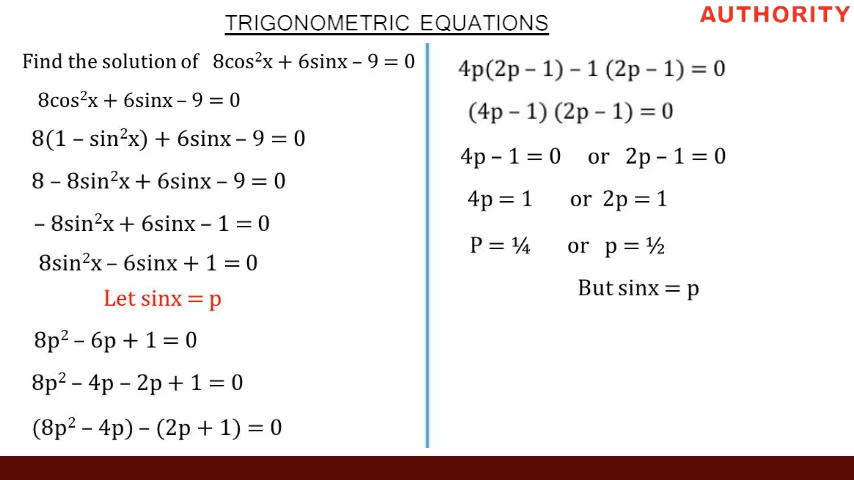 TRIGONOMETRIC EQUATIONS
AUTHORITY
Find the solution of 8cos²x + 6sinx – 9 = 0
8cos²x + 6sinx – 9 = 0
8(1 – sin²x) + 6sinx – 9 = 0
8 – 8sin²x + 6sinx – 9 = 0
– 8sin²x + 6sinx – 1 = 0
8sin²x – 6sinx + 1 = 0
Let sinx = p
8p² – 6p + 1 = 0
8p² – 4p – 2p + 1 = 0
(8p² – 4p) – (2p + 1) = 0
4p(2p – 1) – 1 (2p – 1) = 0
(4p – 1) (2p – 1) = 0
4p – 1 = 0 or 2p – 1 = 0
4p = 1 or 2p = 1
P = ¼ or p = ½
But sinx = p